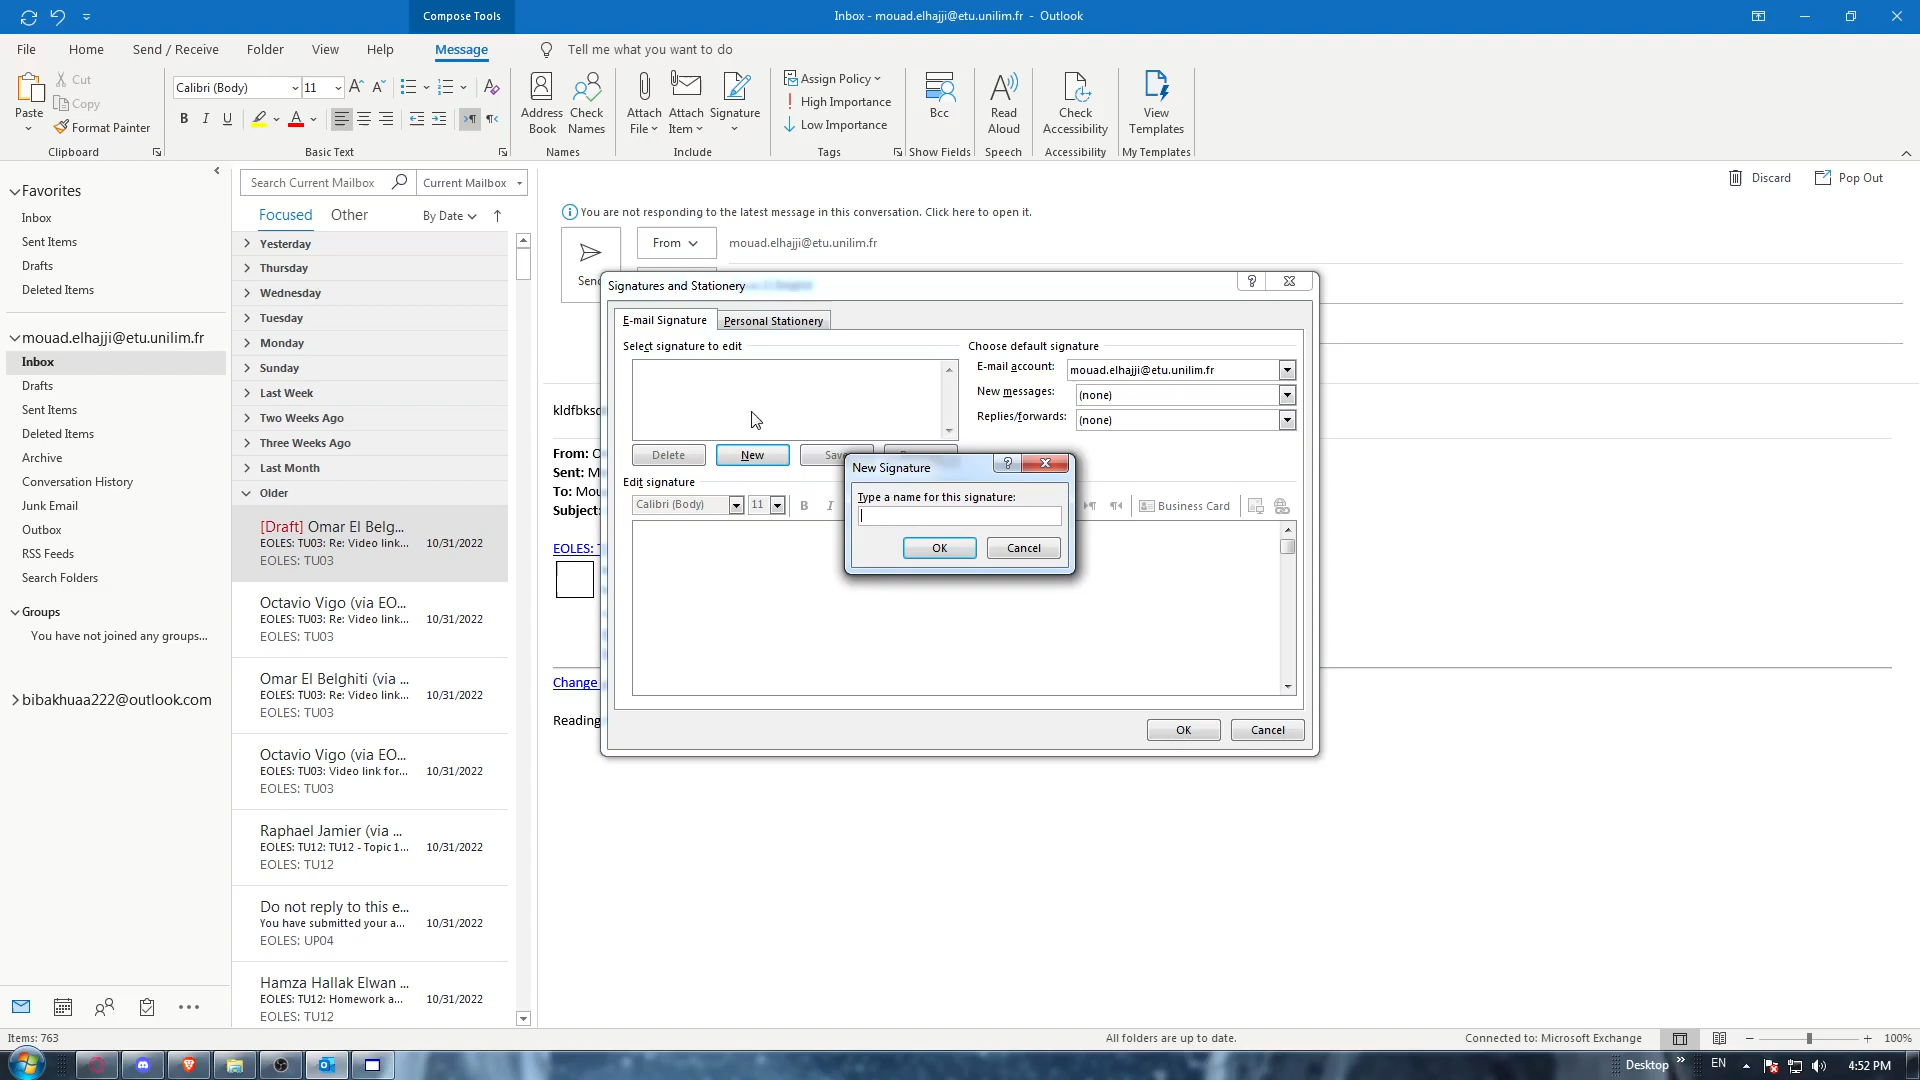 Compose Tools
Inbox - mouad.elhajji@etu.unilim.fr - Outlook
File Home Send / Receive Folder View Help Message Tell me what you want to do
Paste
Cut
Copy
Format Painter
Clipboard
Calibri (Body) 11
B I U
Basic Text
Address Book
Check Names
Names
Attach File
Attach Item
Signature
Include
Assign Policy
High Importance
Low Importance
Tags
Bcc
Show Fields
Read Aloud
Speech
Check Accessibility
Accessibility
View Templates
My Templates
Favorites
Inbox
Sent Items
Drafts
Deleted Items
mouad.elhajji@etu.unilim.fr
Inbox
Drafts
Sent Items
Deleted Items
Archive
Conversation History
Junk Email
Outbox
RSS Feeds
Search Folders
Groups
You have not joined any groups...
bibakhuaa222@outlook.com
Search Current Mailbox Current Mailbox
Focused Other By Date
Yesterday
Thursday
Wednesday
Tuesday
Monday
Sunday
Last Week
Two Weeks Ago
Three Weeks Ago
Last Month
Older
[Draft] Omar El Belg...
EOLES: TU03: Re: Video link... 10/31/2022
EOLES: TU03
Octavio Vigo (via EO...
EOLES: TU03: Re: Video link... 10/31/2022
EOLES: TU03
Omar El Belghiti (via ...
EOLES: TU03: Re: Video link... 10/31/2022
EOLES: TU03
Octavio Vigo (via EO...
EOLES: TU03: Video link for... 10/31/2022
EOLES: TU03
Raphael Jamier (via ...
EOLES: TU12: TU12 - Topic 1... 10/31/2022
EOLES: TU12
Do not reply to this e...
You have submitted your a... 10/31/2022
EOLES: UP04
Hamza Hallak Elwan ...
EOLES: TU12: Homework a... 10/31/2022
EOLES: TU12
Discard Pop Out
You are not responding to the latest message in this conversation. Click here to open it.
From mouad.elhajji@etu.unilim.fr
Send
kldfbksd
From: O
Sent: M
To: Mou
Subject:
EOLES: T
Change
Reading
Signatures and Stationery
E-mail Signature Personal Stationery
Select signature to edit
Choose default signature
E-mail account: mouad.elhajji@etu.unilim.fr
New messages: (none)
Replies/forwards: (none)
Delete New Save
Edit signature
Calibri (Body) 11 B I
Business Card
OK Cancel
New Signature
Type a name for this signature:
OK Cancel
Items: 763 All folders are up to date. Connected to: Microsoft Exchange 100%
Desktop EN 4:52 PM